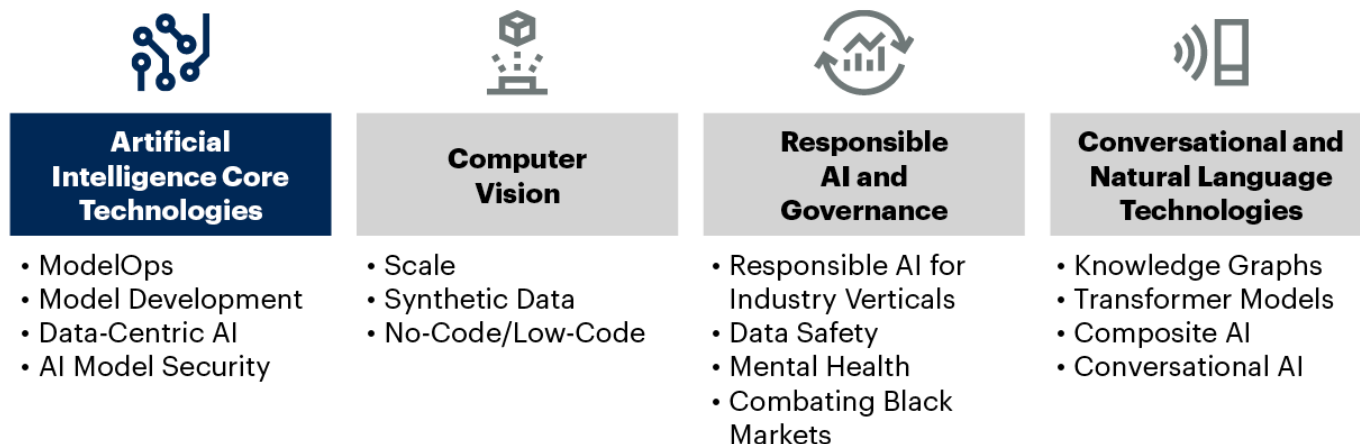 Artificial
Intelligence Core
Technologies
• ModelOps
• Model Development
• Data-Centric AI
• AI Model Security
Computer
Vision
• Scale
• Synthetic Data
• No-Code/Low-Code
Responsible
AI and
Governance
• Responsible AI for
Industry Verticals
• Data Safety
• Mental Health
• Combating Black
Markets
Conversational and
Natural Language
Technologies
• Knowledge Graphs
• Transformer Models
• Composite AI
• Conversational AI